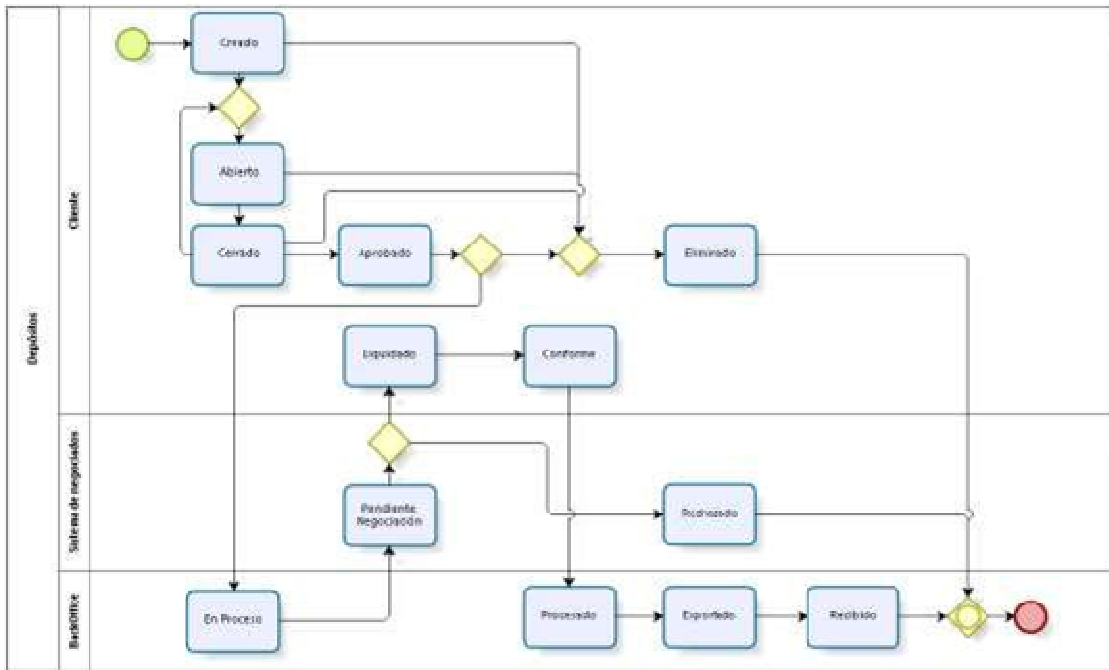 Depósitos
Cliente
Creado
Abierto
Cerrado
Aprobado
Eliminado
Liquidado
Conforme
Sistema de negociados
Pendiente
Negociación
Rechazado
BackOffice
En Proceso
Procesado
Exportado
Recibido